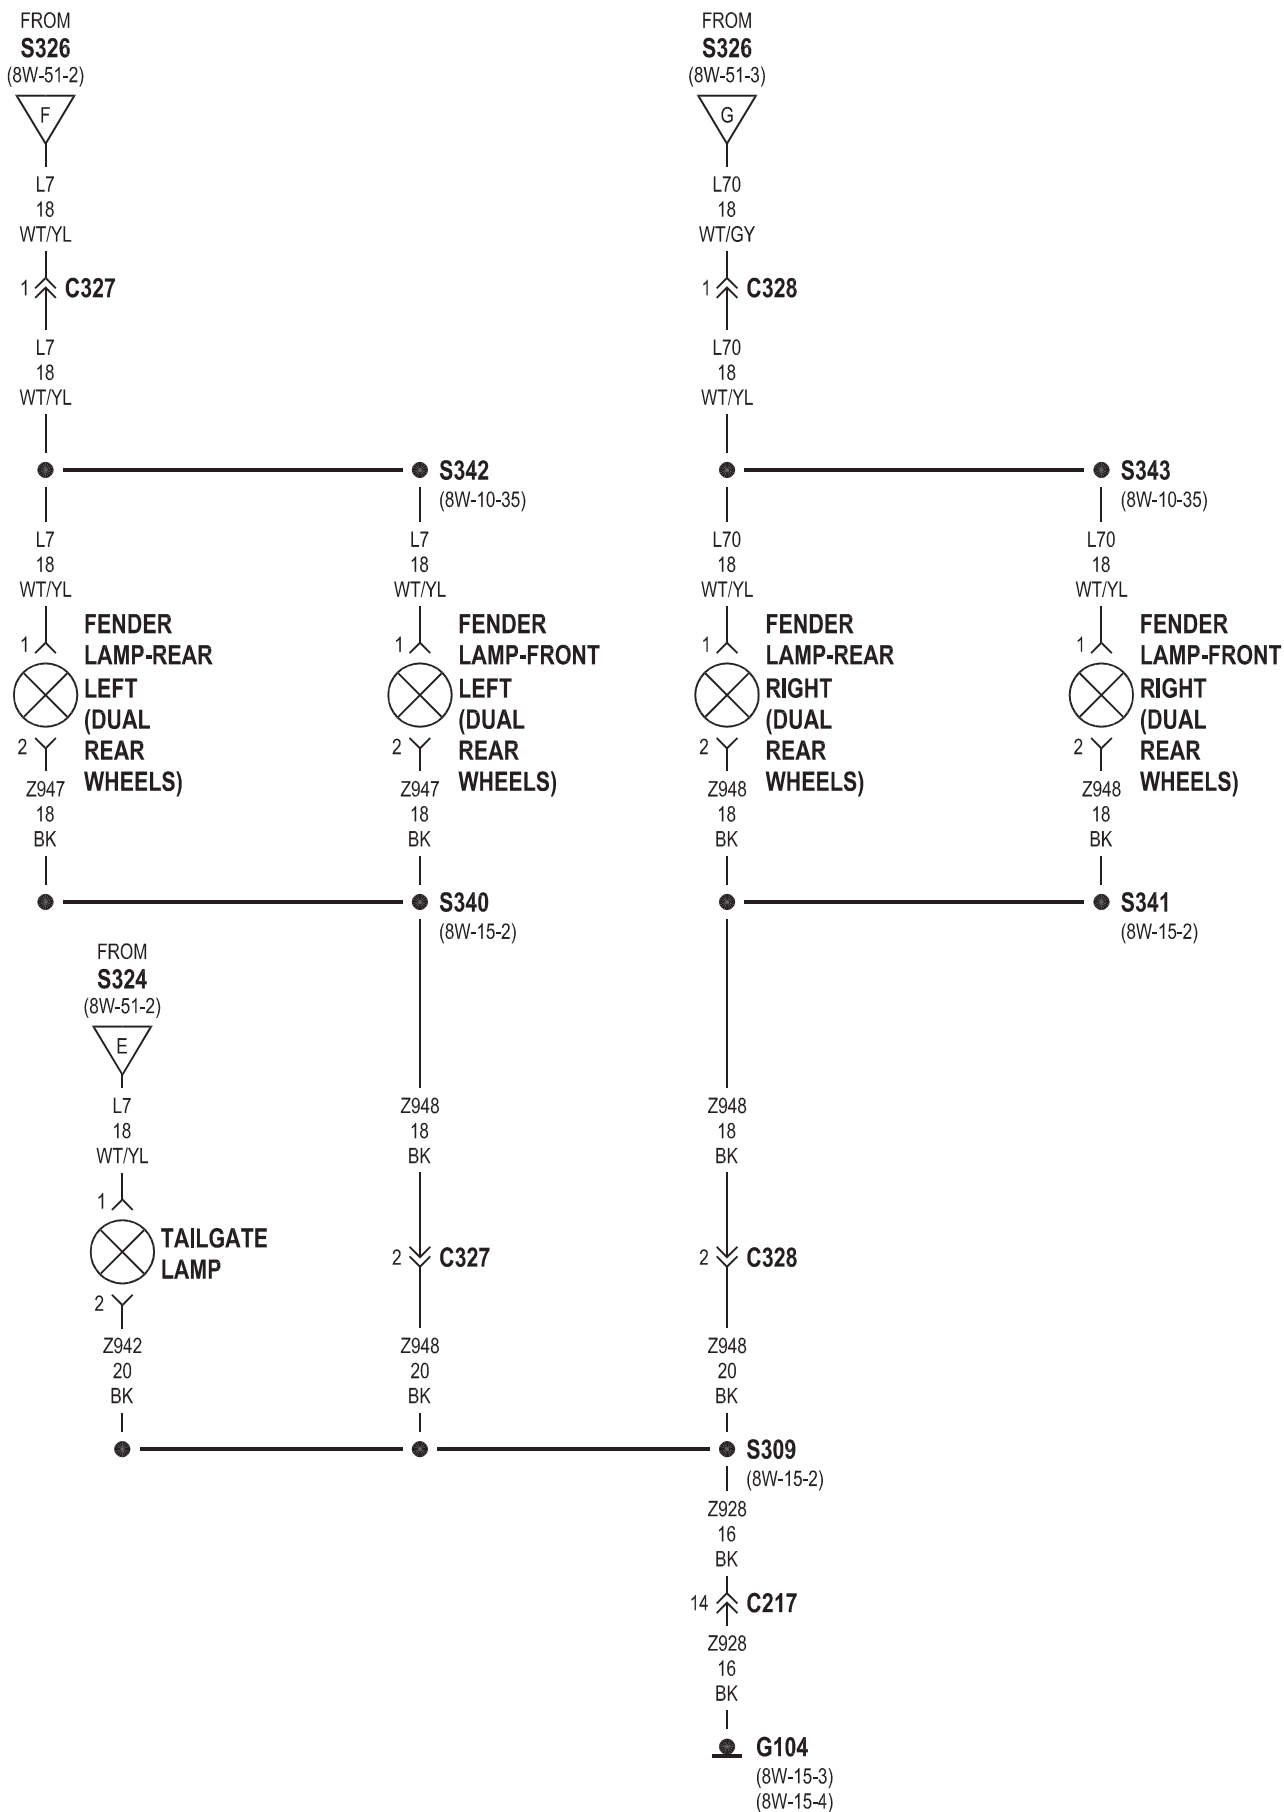 FROM
S326
(8W-51-2)
F
L7
18
WT/YL
1
C327
L7
18
WT/YL
FROM
S326
(8W-51-3)
G
L70
18
WT/GY
1
C328
L70
18
WT/YL
S342
(8W-10-35)
S343
(8W-10-35)
L7
18
WT/YL
1
FENDER
LAMP-REAR
LEFT
(DUAL
REAR
WHEELS)
2
Z947
18
BK
L7
18
WT/YL
1
FENDER
LAMP-FRONT
LEFT
(DUAL
REAR
WHEELS)
2
Z947
18
BK
L70
18
WT/YL
1
FENDER
LAMP-REAR
RIGHT
(DUAL
REAR
WHEELS)
2
Z948
18
BK
L70
18
WT/YL
1
FENDER
LAMP-FRONT
RIGHT
(DUAL
REAR
WHEELS)
2
Z948
18
BK
S340
(8W-15-2)
S341
(8W-15-2)
FROM
S324
(8W-51-2)
E
L7
18
WT/YL
1
TAILGATE
LAMP
2
Z942
20
BK
Z948
18
BK
2
C327
Z948
20
BK
Z948
18
BK
2
C328
Z948
20
BK
S309
(8W-15-2)
Z928
16
BK
14
C217
Z928
16
BK
G104
(8W-15-3)
(8W-15-4)